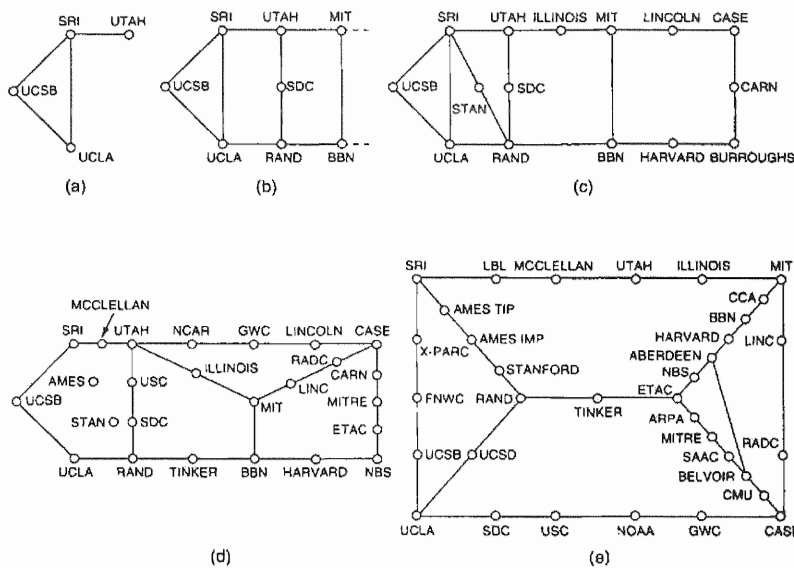 SRI UTAH
UCSB
UCLA
(a)
SRI UTAH MIT
UCSB SDC
UCLA RAND BBN
(b)
SRI UTAH ILLINOIS MIT LINCOLN CASE
UCSB SDC CARN
STAN
UCLA RAND BBN HARVARD BURROUGHS
(c)
MCCLELLAN
SRI UTAH NCAR GWC LINCOLN CASE
RADC
ILLINOIS CARN
AMES USC LINC
UCSB MIT MITRE
STAN SDC ETAC
UCLA RAND TINKER BBN HARVARD NBS
(d)
SRI LBL MCCLELLAN UTAH ILLINOIS MIT
CCA
AMES TIP BBN
AMES IMP HARVARD LINC
X-PARC ABERDEEN
STANFORD NBS
FNWC RAND TINKER ETAC
ARPA
MITRE
UCSB UCSD SAAC RADC
BELVOIR
CMU
UCLA SDC USC NOAA GWC CASE
(e)